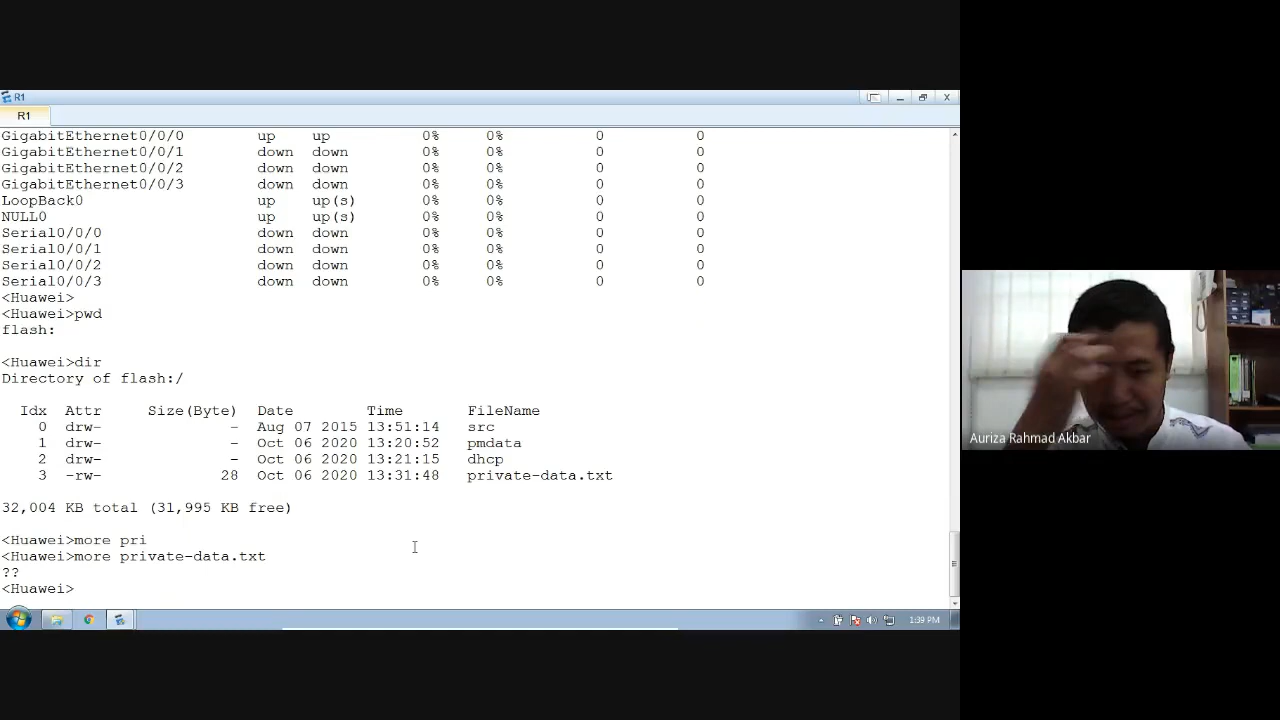 R1
R1
GigabitEthernet0/0/0 up up 0% 0% 0 0
GigabitEthernet0/0/1 down down 0% 0% 0 0
GigabitEthernet0/0/2 down down 0% 0% 0 0
GigabitEthernet0/0/3 down down 0% 0% 0 0
LoopBack0 up up(s) 0% 0% 0 0
NULL0 up up(s) 0% 0% 0 0
Serial0/0/0 down down 0% 0% 0 0
Serial0/0/1 down down 0% 0% 0 0
Serial0/0/2 down down 0% 0% 0 0
Serial0/0/3 down down 0% 0% 0 0
<Huawei>
<Huawei>pwd
flash:
<Huawei>dir
Directory of flash:/
Idx Attr Size(Byte) Date Time FileName
0 drw- - Aug 07 2015 13:51:14 src
1 drw- - Oct 06 2020 13:20:52 pmdata
2 drw- - Oct 06 2020 13:21:15 dhcp
3 -rw- 28 Oct 06 2020 13:31:48 private-data.txt
32,004 KB total (31,995 KB free)
<Huawei>more pri
<Huawei>more private-data.txt
??
<Huawei>
1:39 PM
Auriza Rahmad Akbar